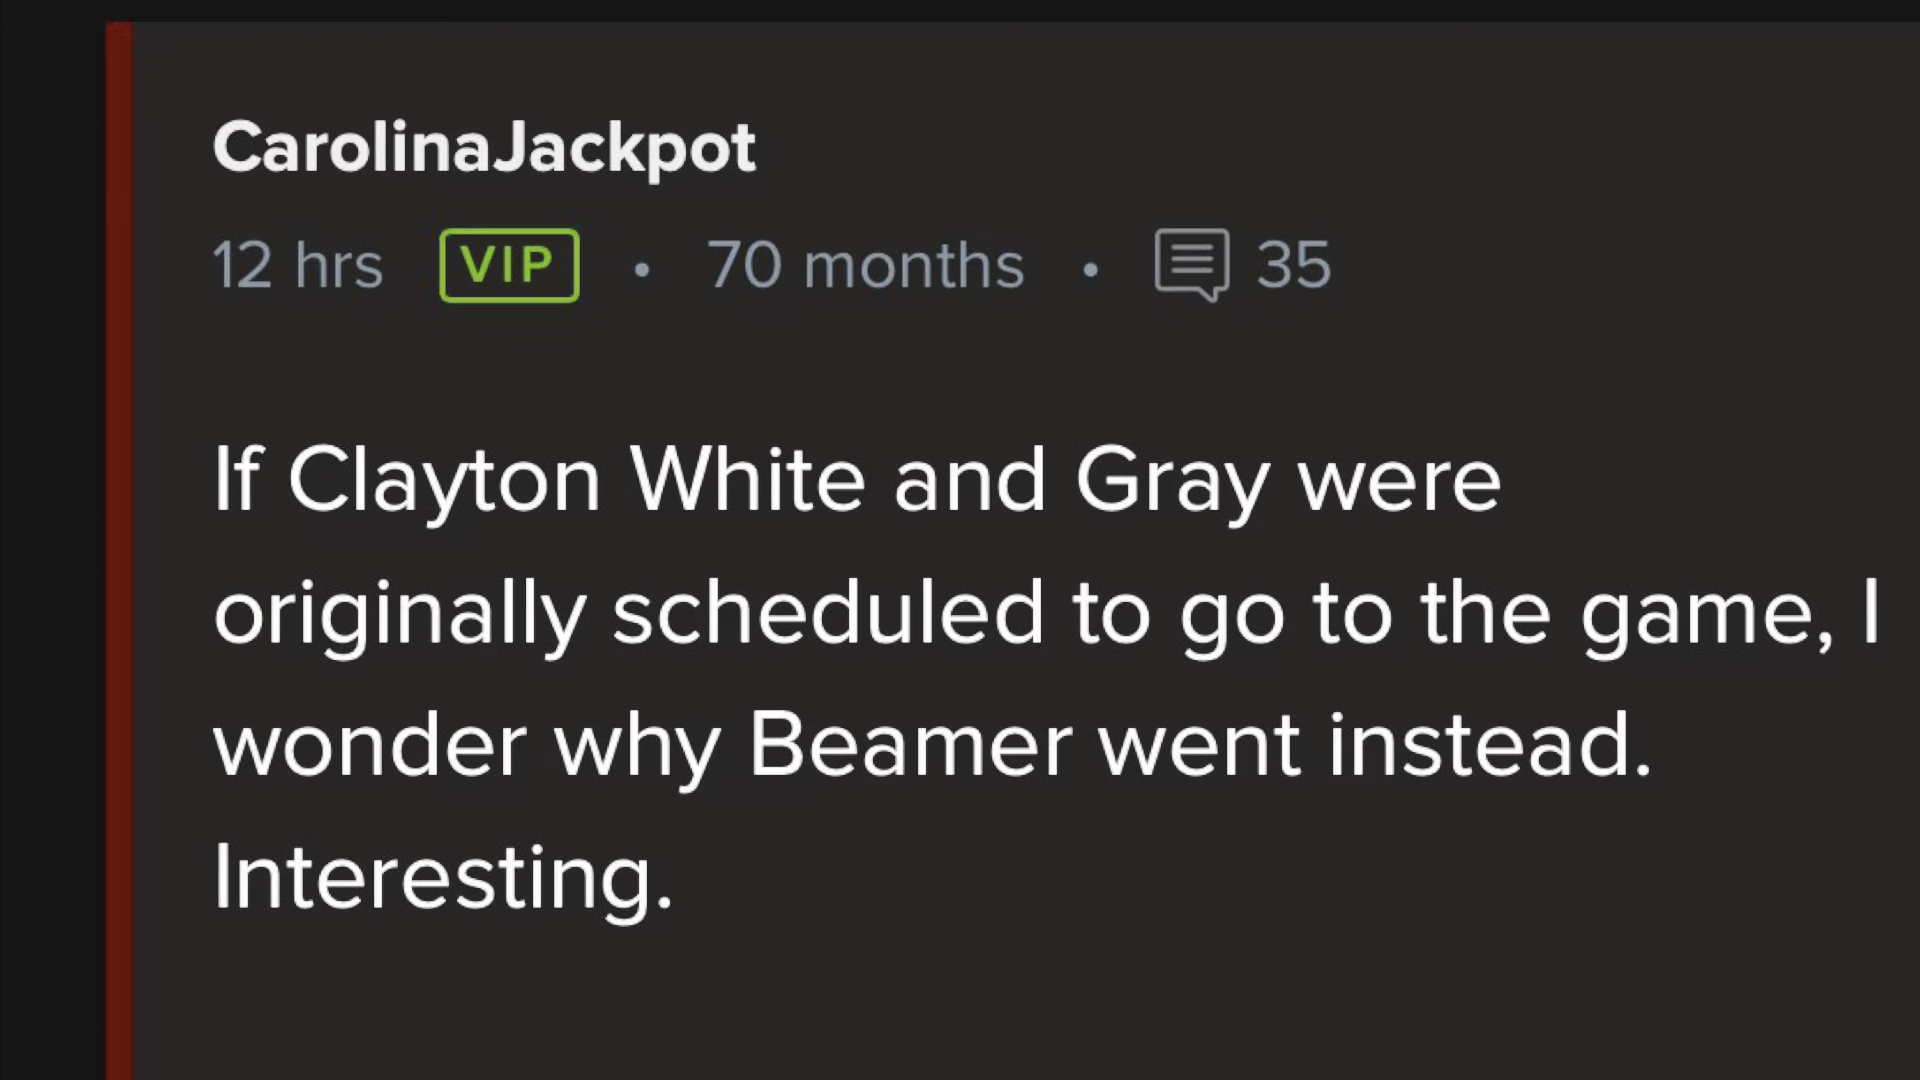 CarolinaJackpot
12 hrs VIP • 70 months • 35
If Clayton White and Gray were
originally scheduled to go to the game, I
wonder why Beamer went instead.
Interesting.